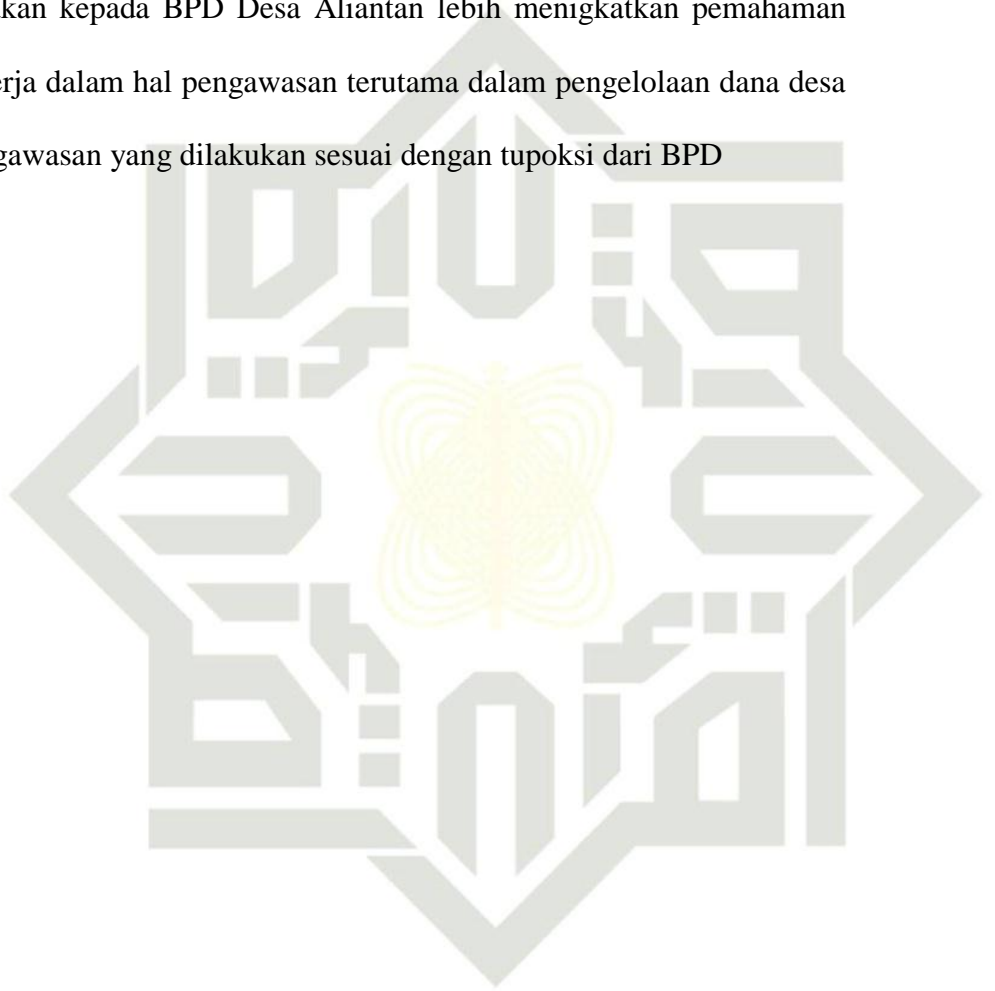 akan kepada BPD Desa Aliantan lebih menigkatkan pemahaman
erja dalam hal pengawasan terutama dalam pengelolaan dana desa
gawasan yang dilakukan sesuai dengan tupoksi dari BPD